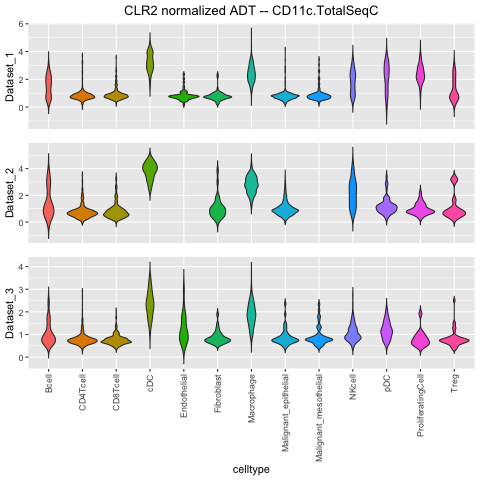 CLR2 normalized ADT -- CD11c.TotalSeqC
Dataset_1
6
4
2
0
Dataset_2
4
2
0
Dataset_3
4
3
2
1
0
Bcell
CD4Tcell
CD8Tcell
cDC
Endothelial
Fibroblast
Macrophage
Malignant_epithelial
Malignant_mesothelial
NKcell
pDC
ProliferatingCell
Treg
celltype